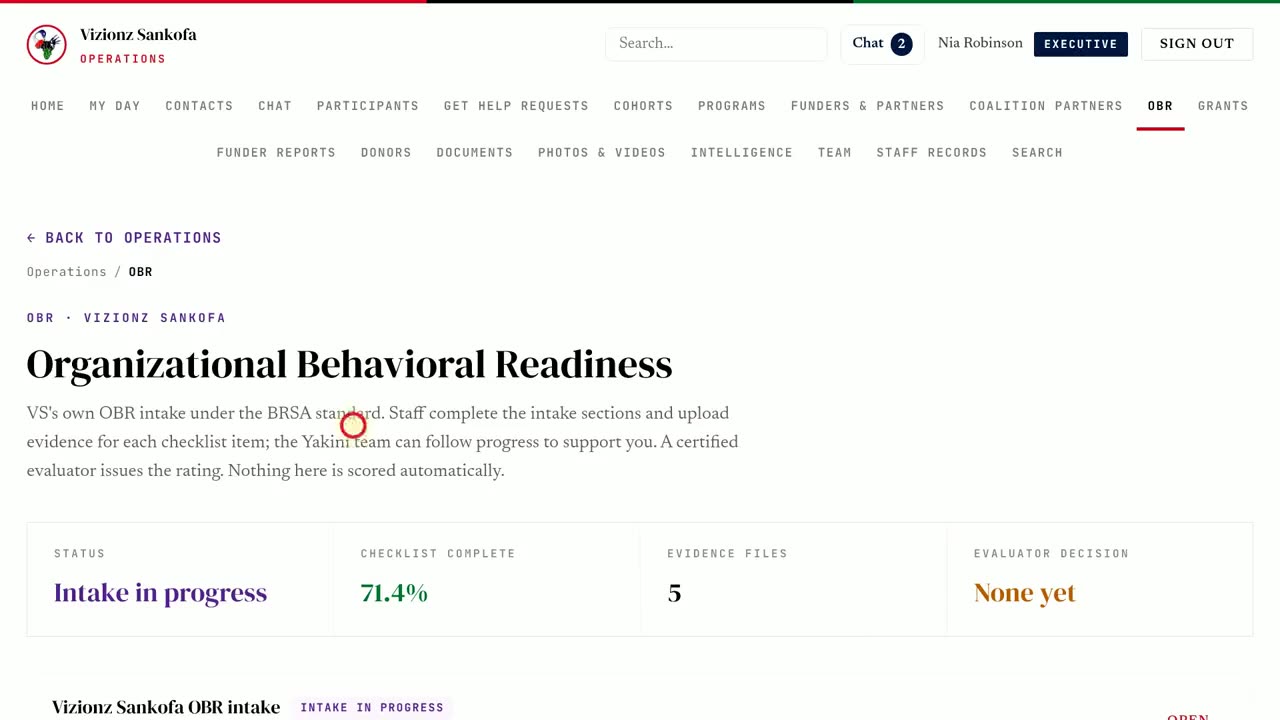 Vizionz Sankofa
OPERATIONS
Search...
Chat 2
Nia Robinson
EXECUTIVE
SIGN OUT
HOME MY DAY CONTACTS CHAT PARTICIPANTS GET HELP REQUESTS COHORTS PROGRAMS FUNDERS & PARTNERS COALITION PARTNERS OBR GRANTS
FUNDER REPORTS DONORS DOCUMENTS PHOTOS & VIDEOS INTELLIGENCE TEAM STAFF RECORDS SEARCH
← BACK TO OPERATIONS
Operations / OBR
OBR · VIZIONZ SANKOFA
Organizational Behavioral Readiness
VS's own OBR intake under the BRSA standard. Staff complete the intake sections and upload
evidence for each checklist item; the Yakini team can follow progress to support you. A certified
evaluator issues the rating. Nothing here is scored automatically.
STATUS
Intake in progress
CHECKLIST COMPLETE
71.4%
EVIDENCE FILES
5
EVALUATOR DECISION
None yet
Vizionz Sankofa OBR intake
INTAKE IN PROGRESS
OPEN